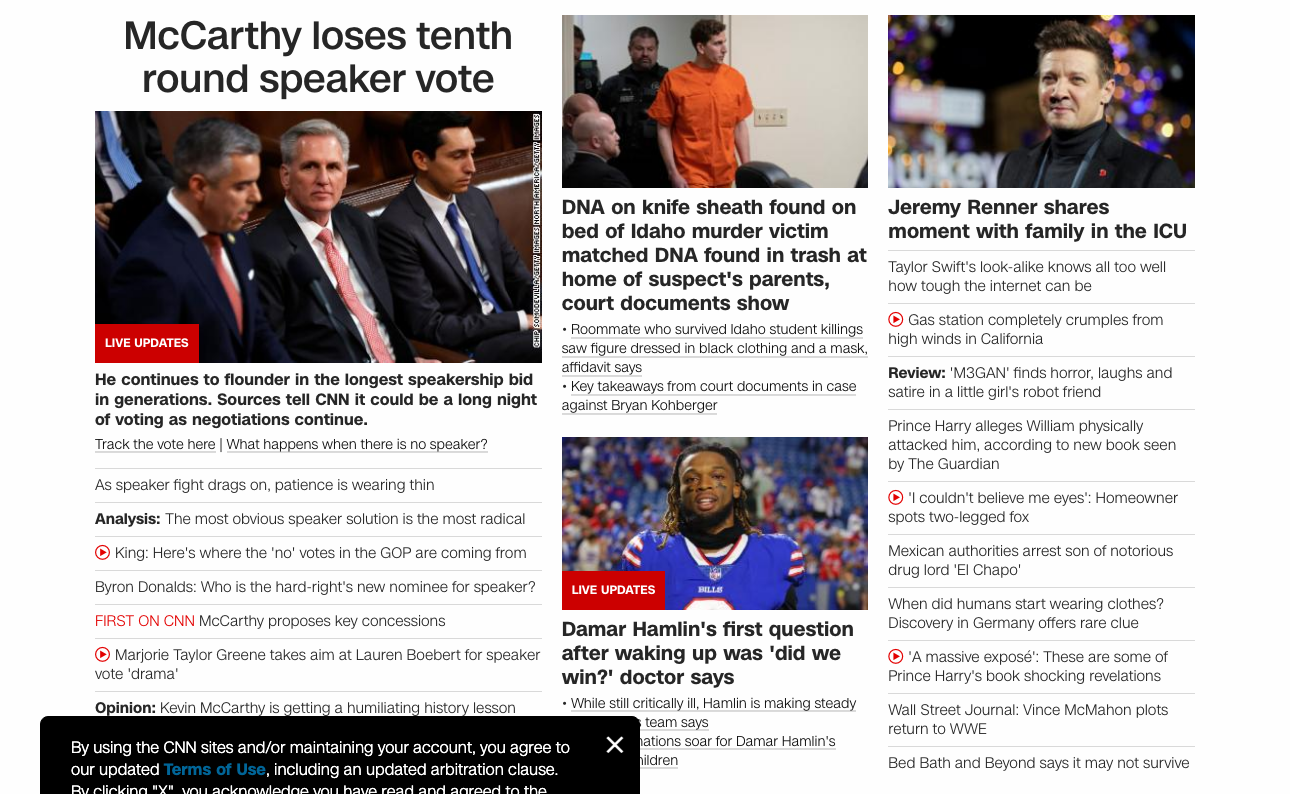 McCarthy loses tenth
round speaker vote
CHIP SOMODEVILLA/GETTY IMAGES NORTH AMERICA/GETTY IMAGES
LIVE UPDATES
He continues to flounder in the longest speakership bid
in generations. Sources tell CNN it could be a long night
of voting as negotiations continue.
Track the vote here | What happens when there is no speaker?
As speaker fight drags on, patience is wearing thin
Analysis: The most obvious speaker solution is the most radical
King: Here's where the 'no' votes in the GOP are coming from
Byron Donalds: Who is the hard-right's new nominee for speaker?
FIRST ON CNN McCarthy proposes key concessions
Marjorie Taylor Greene takes aim at Lauren Boebert for speaker
vote 'drama'
Opinion: Kevin McCarthy is getting a humiliating history lesson
DNA on knife sheath found on
bed of Idaho murder victim
matched DNA found in trash at
home of suspect's parents,
court documents show
• Roommate who survived Idaho student killings
saw figure dressed in black clothing and a mask,
affidavit says
• Key takeaways from court documents in case
against Bryan Kohberger
BILLS
LIVE UPDATES
Damar Hamlin's first question
after waking up was 'did we
win?' doctor says
• While still critically ill, Hamlin is making steady
team says
soar for Damar Hamlin's
Jeremy Renner shares
moment with family in the ICU
Taylor Swift's look-alike knows all too well
how tough the internet can be
Gas station completely crumples from
high winds in California
Review: 'M3GAN' finds horror, laughs and
satire in a little girl's robot friend
Prince Harry alleges William physically
attacked him, according to new book seen
by The Guardian
'I couldn't believe me eyes': Homeowner
spots two-legged fox
Mexican authorities arrest son of notorious
drug lord 'El Chapo'
When did humans start wearing clothes?
Discovery in Germany offers rare clue
'A massive exposé': These are some of
Prince Harry's book shocking revelations
Wall Street Journal: Vince McMahon plots
return to WWE
Bed Bath and Beyond says it may not survive
By using the CNN sites and/or maintaining your account, you agree to
our updated Terms of Use, including an updated arbitration clause.
By clicking "X", you acknowledge you have read and agreed to the